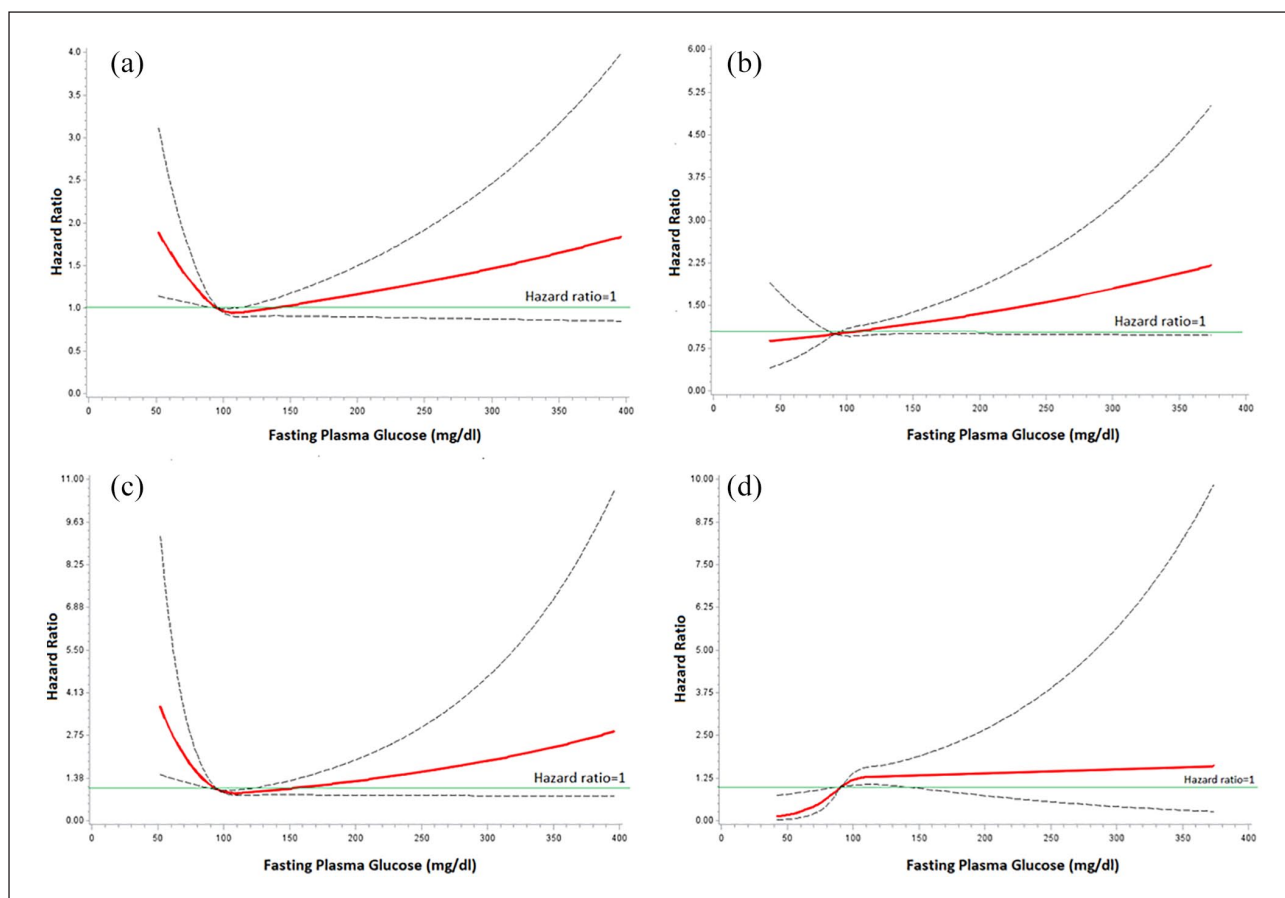 (a)
4.0
3.5
3.0
2.5
2.0
1.5
1.0
0.5
0.0
Hazard Ratio
Hazard ratio=1
0 50 100 150 200 250 300 350 400
Fasting Plasma Glucose (mg/dl)
(b)
6.00
5.25
4.50
3.75
3.00
2.25
1.50
0.75
0.00
Hazard Ratio
Hazard ratio=1
0 50 100 150 200 250 300 350 400
Fasting Plasma Glucose (mg/dl)
(c)
11.00
9.63
8.25
6.88
5.50
4.13
2.75
1.38
0.00
Hazard Ratio
Hazard ratio=1
0 50 100 150 200 250 300 350 400
Fasting Plasma Glucose (mg/dl)
(d)
10.00
8.75
7.50
6.25
5.00
3.75
2.50
1.25
0.00
Hazard Ratio
Hazard ratio=1
0 50 100 150 200 250 300 350 400
Fasting Plasma Glucose (mg/dl)